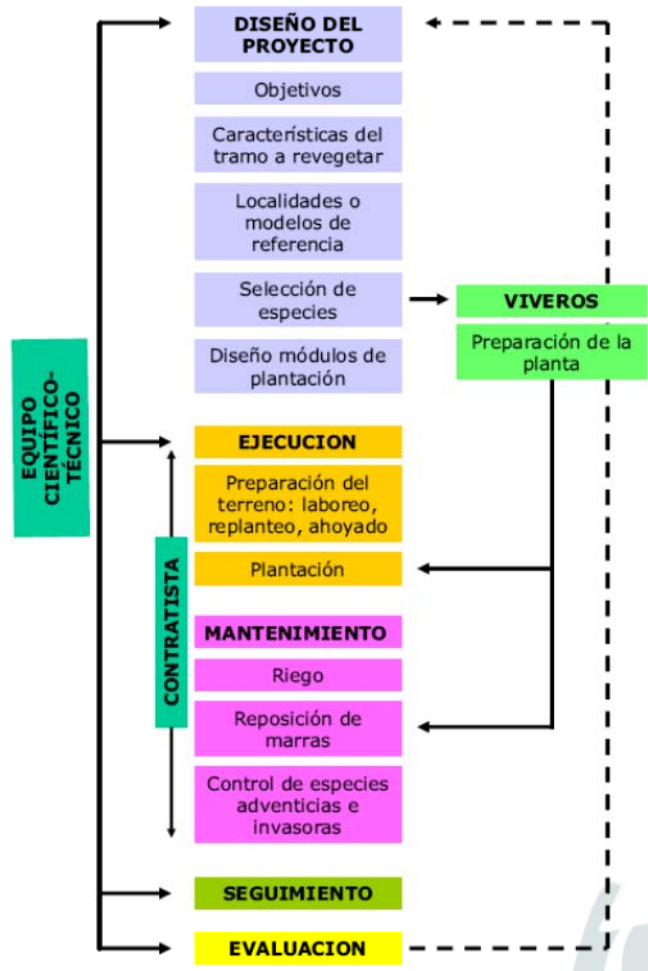 DISEÑO DEL
PROYECTO
Objetivos
Características del
tramo a revegetar
Localidades o
modelos de
referencia
Selección de
especies
VIVEROS
Preparación de la
planta
Diseño módulos de
plantación
EQUIPO
CIENTÍFICO-
TÉCNICO
EJECUCION
Preparación del
terreno: laboreo,
replanteo, ahoyado
Plantación
CONTRATISTA
MANTENIMIENTO
Riego
Reposición de
marras
Control de especies
adventicias e
invasoras
SEGUIMIENTO
EVALUACION